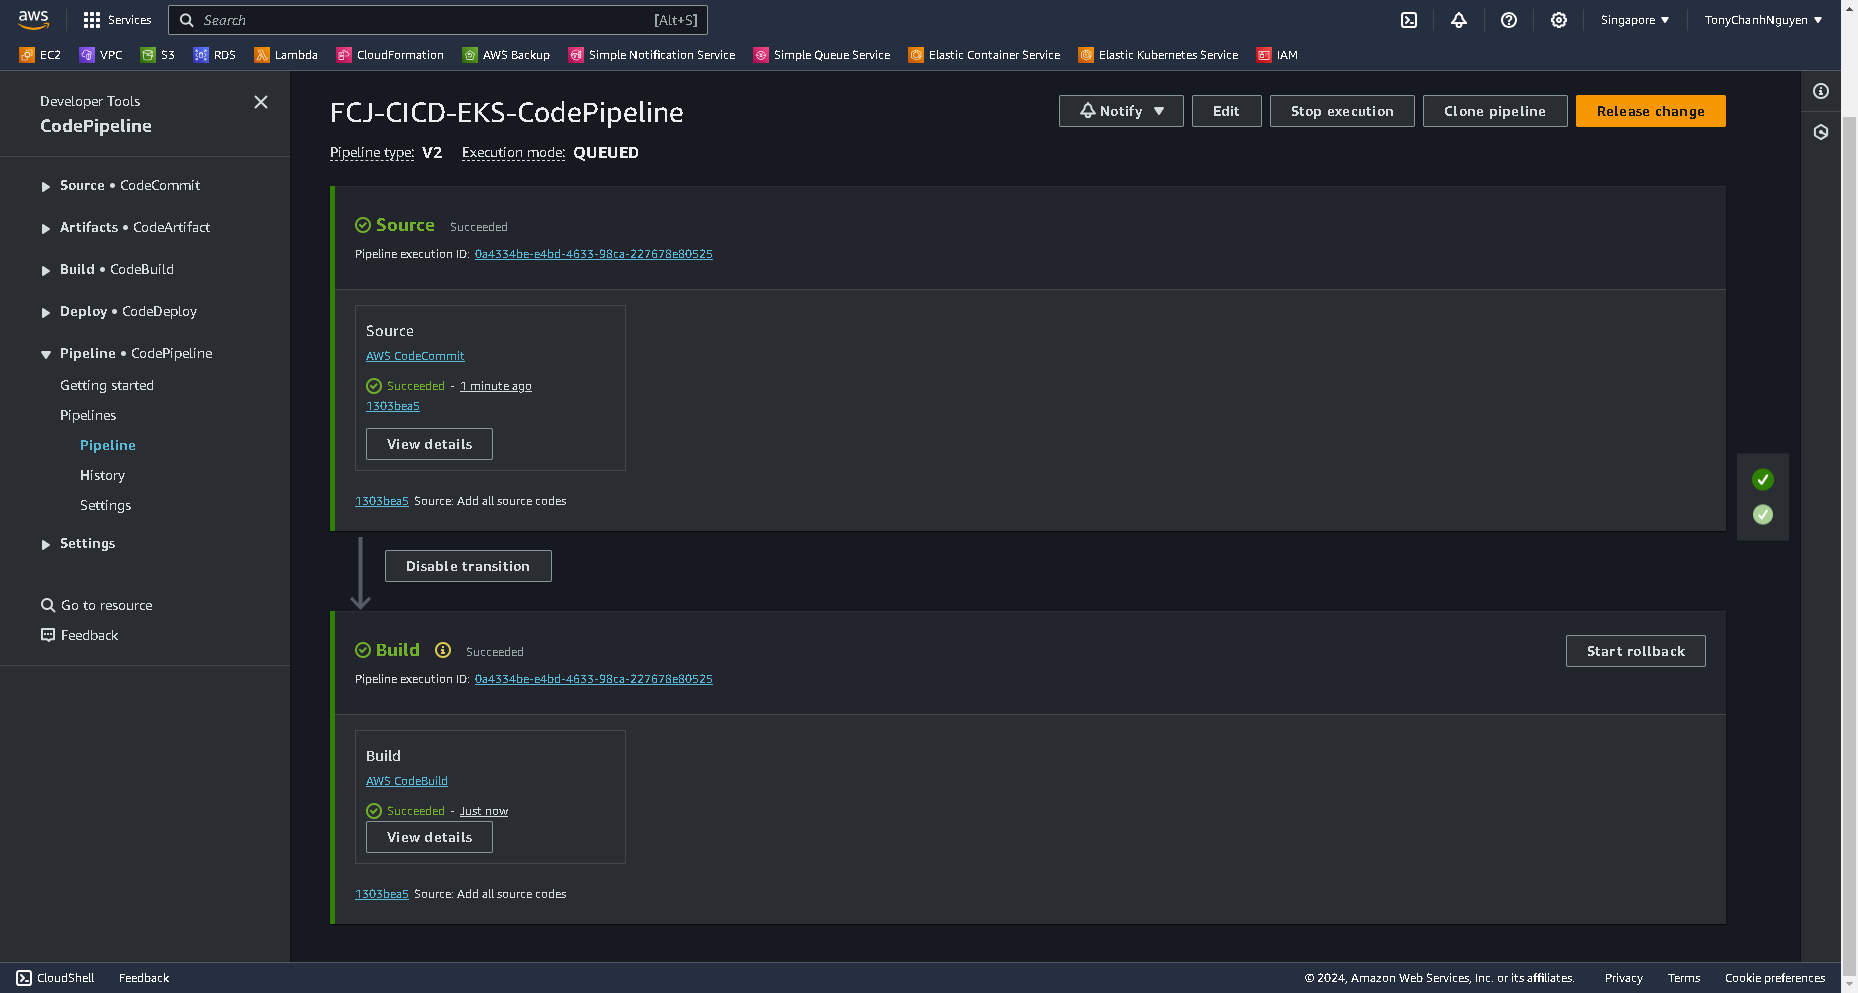 aws Services Search [Alt+S] Singapore ▼ TonyChanhNguyen ▼
EC2 VPC S3 RDS Lambda CloudFormation AWS Backup Simple Notification Service Simple Queue Service Elastic Container Service Elastic Kubernetes Service IAM
Developer Tools
CodePipeline
Source • CodeCommit
Artifacts • CodeArtifact
Build • CodeBuild
Deploy • CodeDeploy
Pipeline • CodePipeline
Getting started
Pipelines
Pipeline
History
Settings
Settings
Go to resource
Feedback
FCJ-CICD-EKS-CodePipeline
Notify ▼ Edit Stop execution Clone pipeline Release change
Pipeline type: V2 Execution mode: QUEUED
Source Succeeded
Pipeline execution ID: 0a4334be-e4bd-4633-98ca-227678e80525
Source
AWS CodeCommit
Succeeded - 1 minute ago
1303bea5
View details
1303bea5 Source: Add all source codes
Disable transition
Build Succeeded
Start rollback
Pipeline execution ID: 0a4334be-e4bd-4633-98ca-227678e80525
Build
AWS CodeBuild
Succeeded - Just now
View details
1303bea5 Source: Add all source codes
CloudShell Feedback © 2024, Amazon Web Services, Inc. or its affiliates. Privacy Terms Cookie preferences